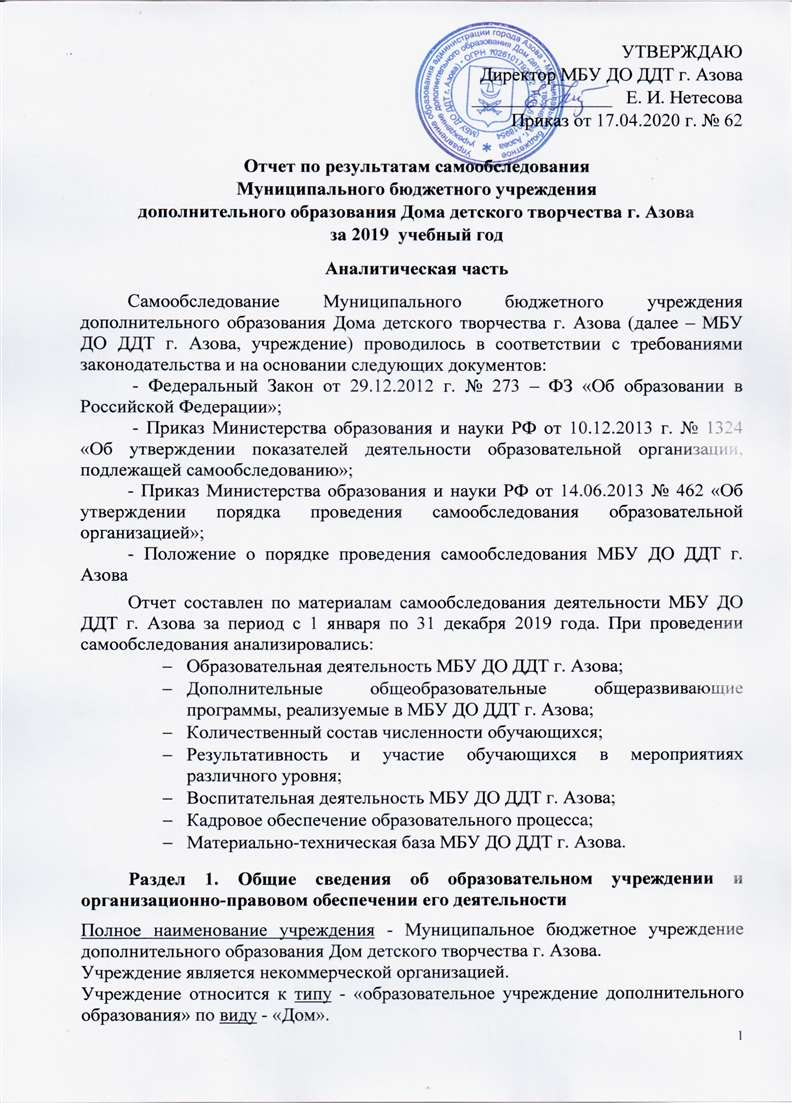 УТВЕРЖДАЮ
Директор МБУ ДО ДДТ г. Азова
Е. И. Нетесова
Приказ от 17.04.2020 г. № 62
Отчет по результатам самообследования
Муниципального бюджетного учреждения
дополнительного образования Дома детского творчества г. Азова
за 2019 учебный год
Аналитическая часть
Самообследование Муниципального бюджетного учреждения
дополнительного образования Дома детского творчества г. Азова (далее – МБУ
ДО ДДТ г. Азова, учреждение) проводилось в соответствии с требованиями
законодательства и на основании следующих документов:
- Федеральный Закон от 29.12.2012 г. № 273 – ФЗ «Об образовании в
Российской Федерации»;
- Приказ Министерства образования и науки РФ от 10.12.2013 г. № 1324
«Об утверждении показателей деятельности образовательной организации,
подлежащей самообследованию»;
- Приказ Министерства образования и науки РФ от 14.06.2013 № 462 «Об
утверждении порядка проведения самообследования образовательной
организацией»;
- Положение о порядке проведения самообследования МБУ ДО ДДТ г.
Азова
Отчет составлен по материалам самообследования деятельности МБУ ДО
ДДТ г. Азова за период с 1 января по 31 декабря 2019 года. При проведении
самообследования анализировались:
– Образовательная деятельность МБУ ДО ДДТ г. Азова;
– Дополнительные общеобразовательные общеразвивающие
программы, реализуемые в МБУ ДО ДДТ г. Азова;
– Количественный состав численности обучающихся;
– Результативность и участие обучающихся в мероприятиях
различного уровня;
– Воспитательная деятельность МБУ ДО ДДТ г. Азова;
– Кадровое обеспечение образовательного процесса;
– Материально-техническая база МБУ ДО ДДТ г. Азова.
Раздел 1. Общие сведения об образовательном учреждении и
организационно-правовом обеспечении его деятельности
Полное наименование учреждения - Муниципальное бюджетное учреждение
дополнительного образования Дом детского творчества г. Азова.
Учреждение является некоммерческой организацией.
Учреждение относится к типу - «образовательное учреждение дополнительного
образования» по виду - «Дом».
1